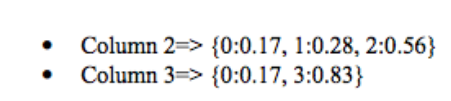 • Column 2=> {0:0.17, 1:0.28, 2:0.56}
• Column 3=> {0:0.17, 3:0.83}